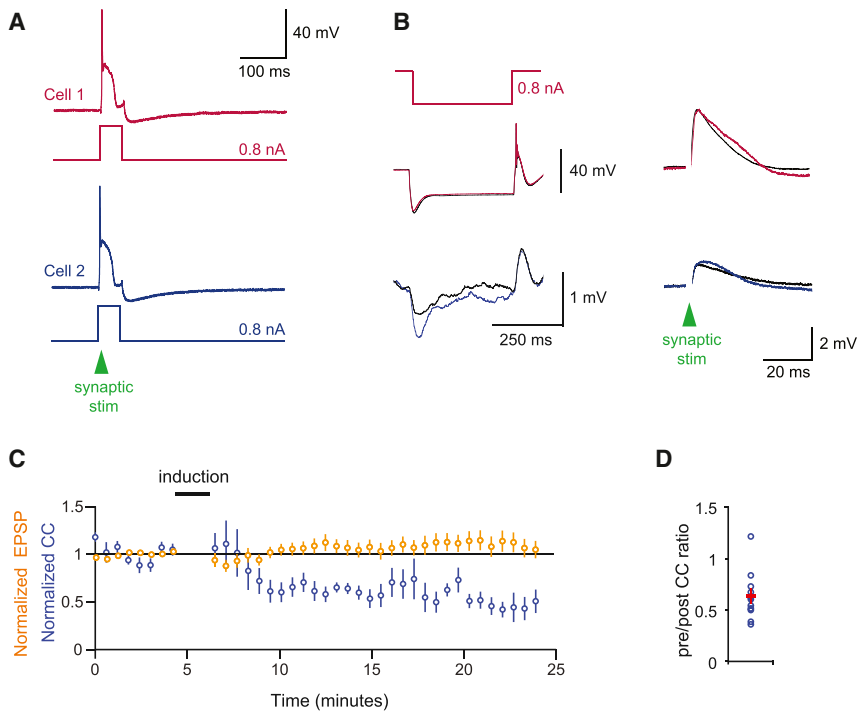 A
40 mV
100 ms
Cell 1
0.8 nA
Cell 2
0.8 nA
synaptic
stim
B
0.8 nA
40 mV
1 mV
250 ms
synaptic
stim
2 mV
20 ms
C
induction
Normalized EPSP
Normalized CC
1.5
1
0.5
0
0
5
10
15
20
25
Time (minutes)
D
pre/post CC ratio
1.5
1
0.5
0